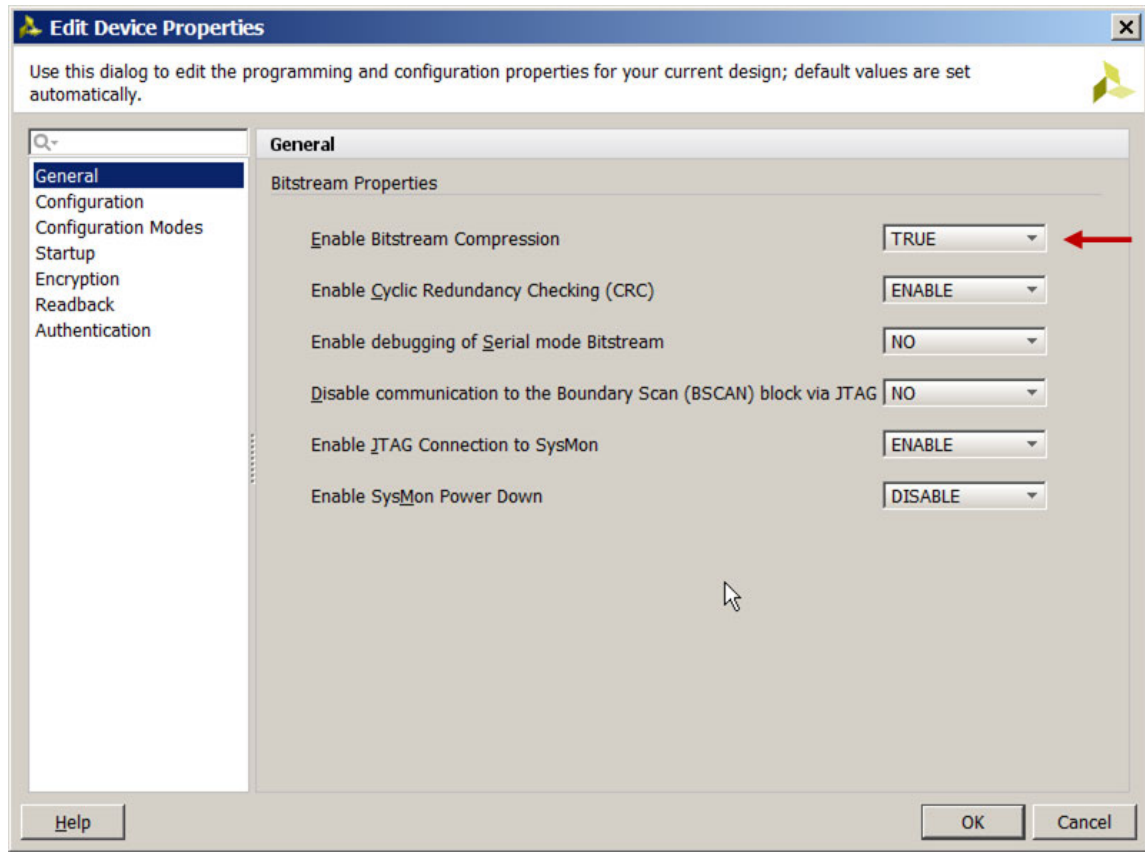 Edit Device Properties
Use this dialog to edit the programming and configuration properties for your current design; default values are set
automatically.
General
Configuration
Configuration Modes
Startup
Encryption
Readback
Authentication
General
Bitstream Properties
Enable Bitstream Compression TRUE
Enable Cyclic Redundancy Checking (CRC) ENABLE
Enable debugging of Serial mode Bitstream NO
Disable communication to the Boundary Scan (BSCAN) block via JTAG NO
Enable JTAG Connection to SysMon ENABLE
Enable SysMon Power Down DISABLE
Help OK Cancel